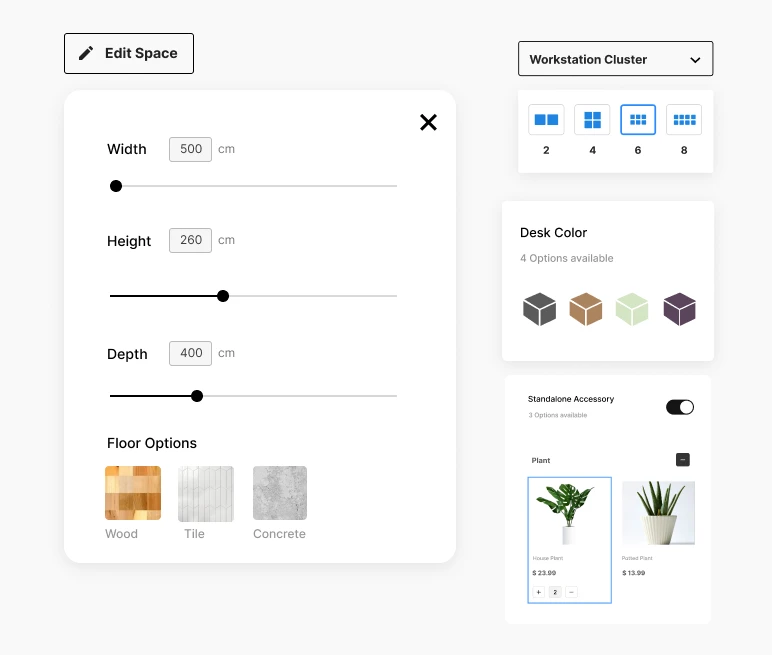 Edit Space
Width 500 cm
Height 260 cm
Depth 400 cm
Floor Options
Wood Tile Concrete
Workstation Cluster
2 4 6 8
Desk Color
4 Options available
Standalone Accessory
3 Options available
Plant
House Plant Potted Plant
$ 23.99 $ 13.99
+ 2 −